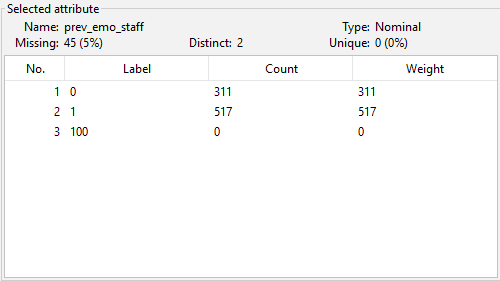 Selected attribute
Name: prev_emo_staff Type: Nominal
Missing: 45 (5%) Distinct: 2 Unique: 0 (0%)
No. Label Count Weight
1 0 311 311
2 1 517 517
3 100 0 0